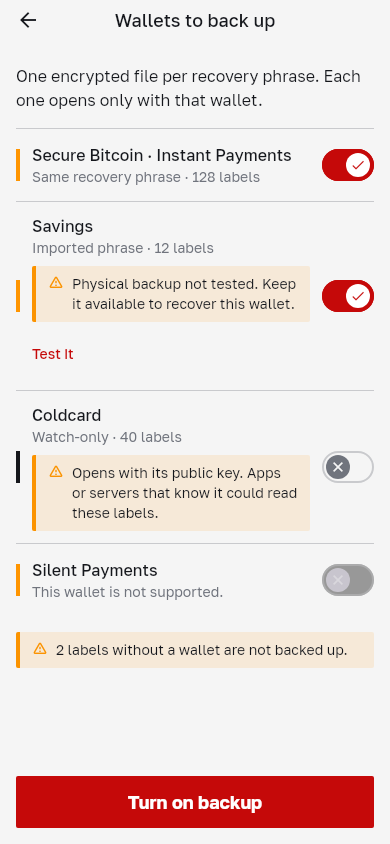 Wallets to back up
One encrypted file per recovery phrase. Each
one opens only with that wallet.
Secure Bitcoin · Instant Payments
Same recovery phrase · 128 labels
Savings
Imported phrase · 12 labels
Physical backup not tested. Keep
it available to recover this wallet.
Test It
Coldcard
Watch-only · 40 labels
Opens with its public key. Apps
or servers that know it could read
these labels.
Silent Payments
This wallet is not supported.
2 labels without a wallet are not backed up.
Turn on backup